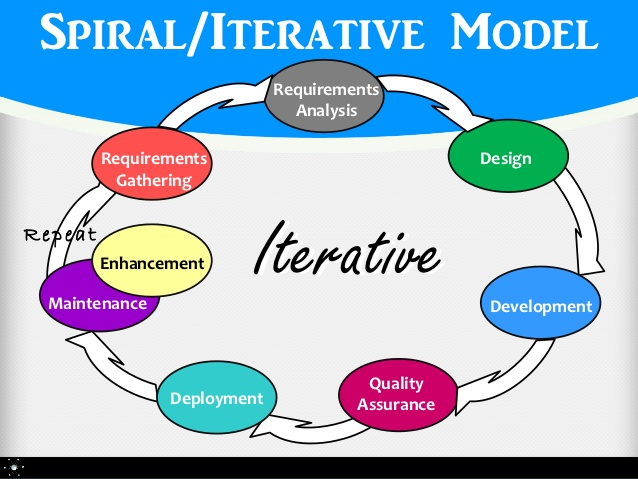 Spiral/Iterative Model
Requirements
Analysis
Requirements
Gathering
Design
Repeat
Enhancement
Iterative
Maintenance
Development
Quality
Assurance
Deployment